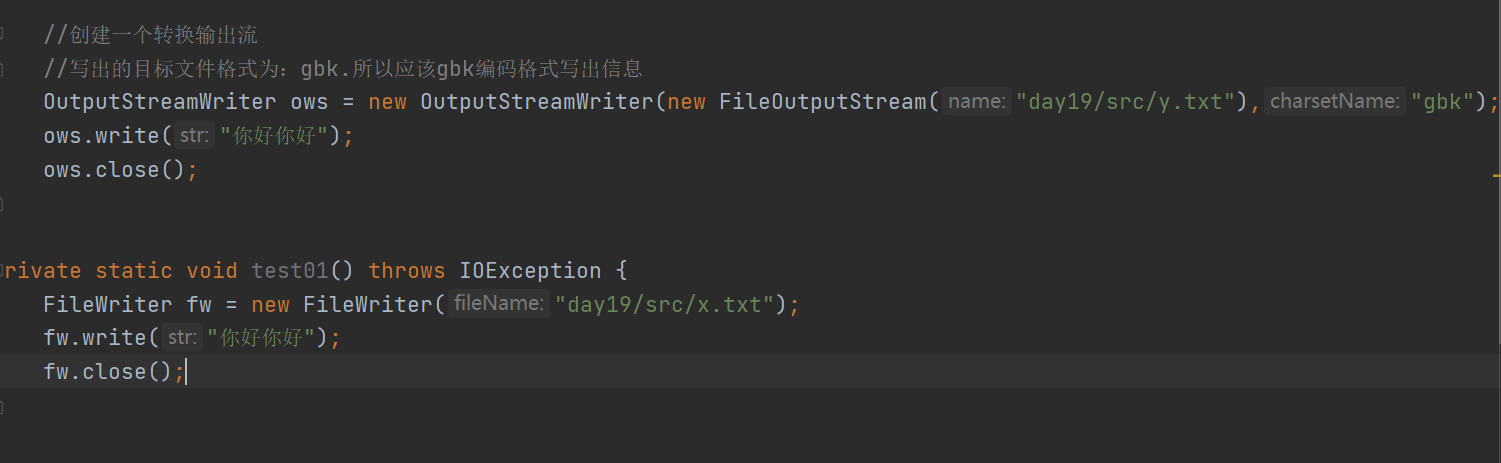 //创建一个转换输出流
//写出的目标文件格式为：gbk.所以应该gbk编码格式写出信息
OutputStreamWriter ows = new OutputStreamWriter(new FileOutputStream( name: "day19/src/y.txt"), charsetName: "gbk");
ows.write( str: "你好你好");
ows.close();
rivate static void test01() throws IOException {
FileWriter fw = new FileWriter( fileName: "day19/src/x.txt");
fw.write( str: "你好你好");
fw.close();